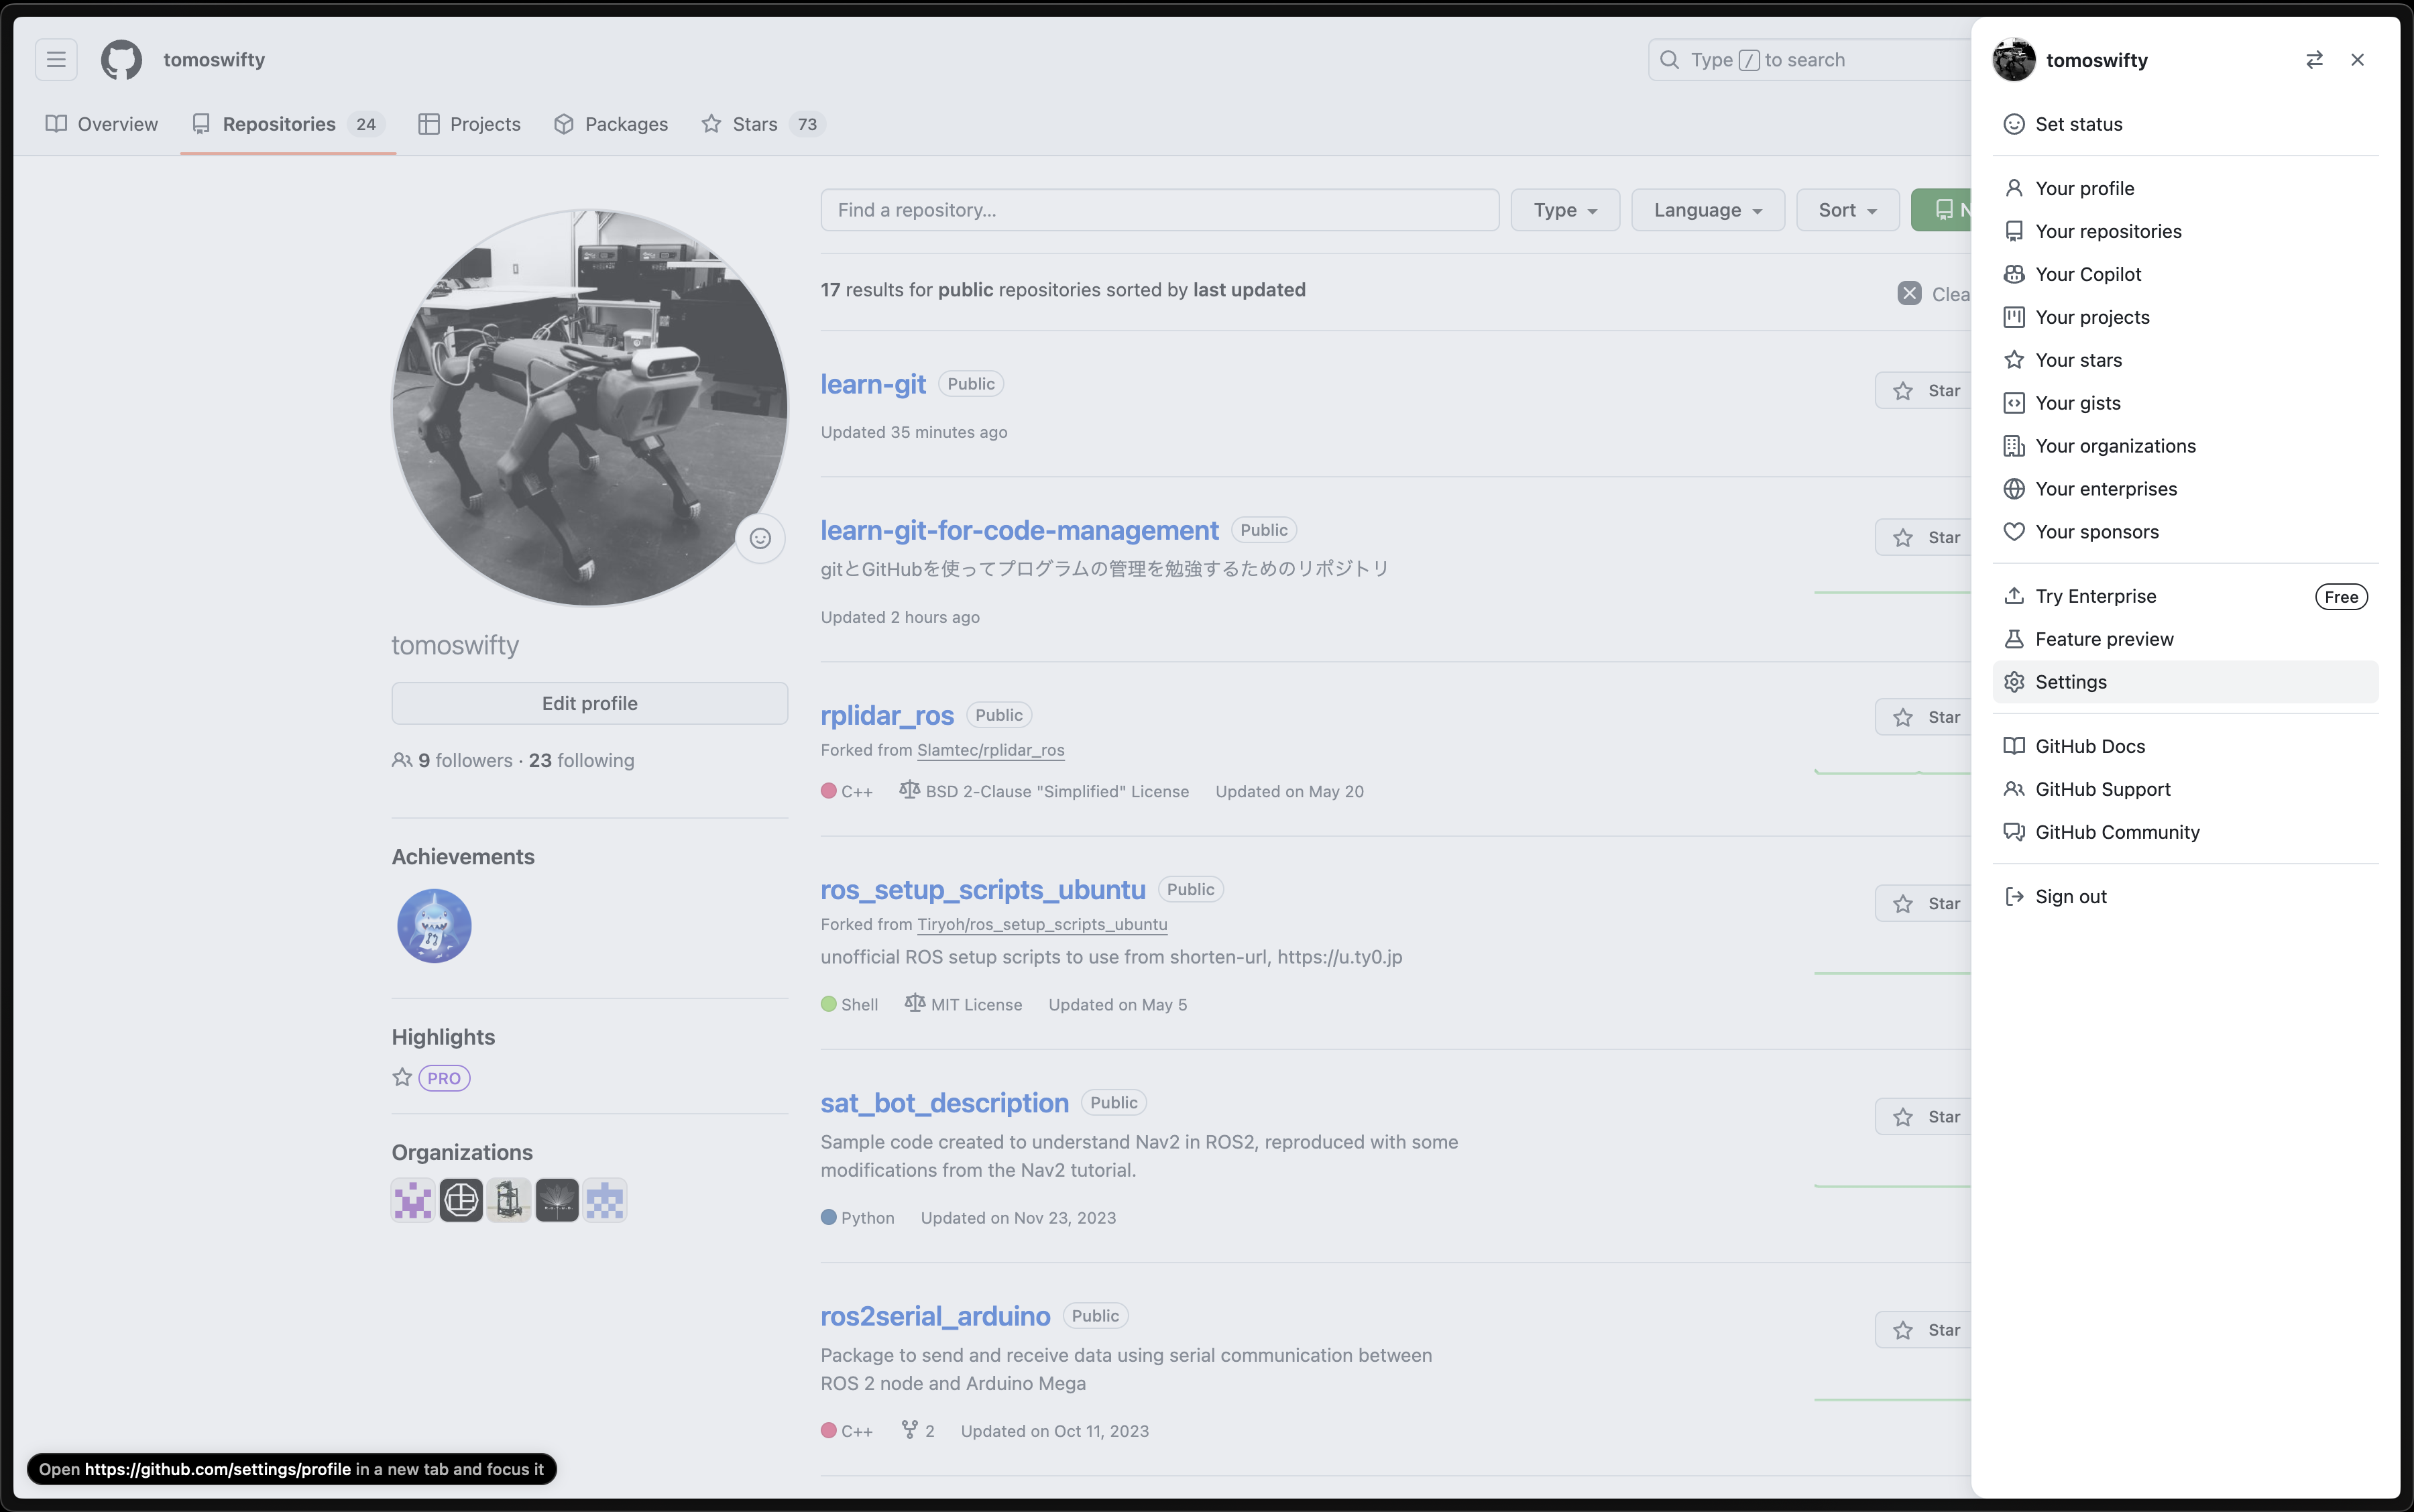 tomoswifty
Type / to search
Overview
Repositories 24
Projects
Packages
Stars 73
Find a repository...
Type
Language
Sort
17 results for public repositories sorted by last updated
learn-git Public
Star
Updated 35 minutes ago
learn-git-for-code-management Public
Star
gitとGitHubを使ってプログラムの管理を勉強するためのリポジトリ
Updated 2 hours ago
rplidar_ros Public
Star
Forked from Slamtec/rplidar_ros
C++ BSD 2-Clause "Simplified" License Updated on May 20
ros_setup_scripts_ubuntu Public
Star
Forked from Tiryoh/ros_setup_scripts_ubuntu
unofficial ROS setup scripts to use from shorten-url, https://u.ty0.jp
Shell MIT License Updated on May 5
sat_bot_description Public
Star
Sample code created to understand Nav2 in ROS2, reproduced with some
modifications from the Nav2 tutorial.
Python Updated on Nov 23, 2023
ros2serial_arduino Public
Star
Package to send and receive data using serial communication between
ROS 2 node and Arduino Mega
C++ 2 Updated on Oct 11, 2023
tomoswifty
Edit profile
9 followers · 23 following
Achievements
Highlights
PRO
Organizations
Open https://github.com/settings/profile in a new tab and focus it
tomoswifty
Set status
Your profile
Your repositories
Your Copilot
Your projects
Your stars
Your gists
Your organizations
Your enterprises
Your sponsors
Try Enterprise Free
Feature preview
Settings
GitHub Docs
GitHub Support
GitHub Community
Sign out